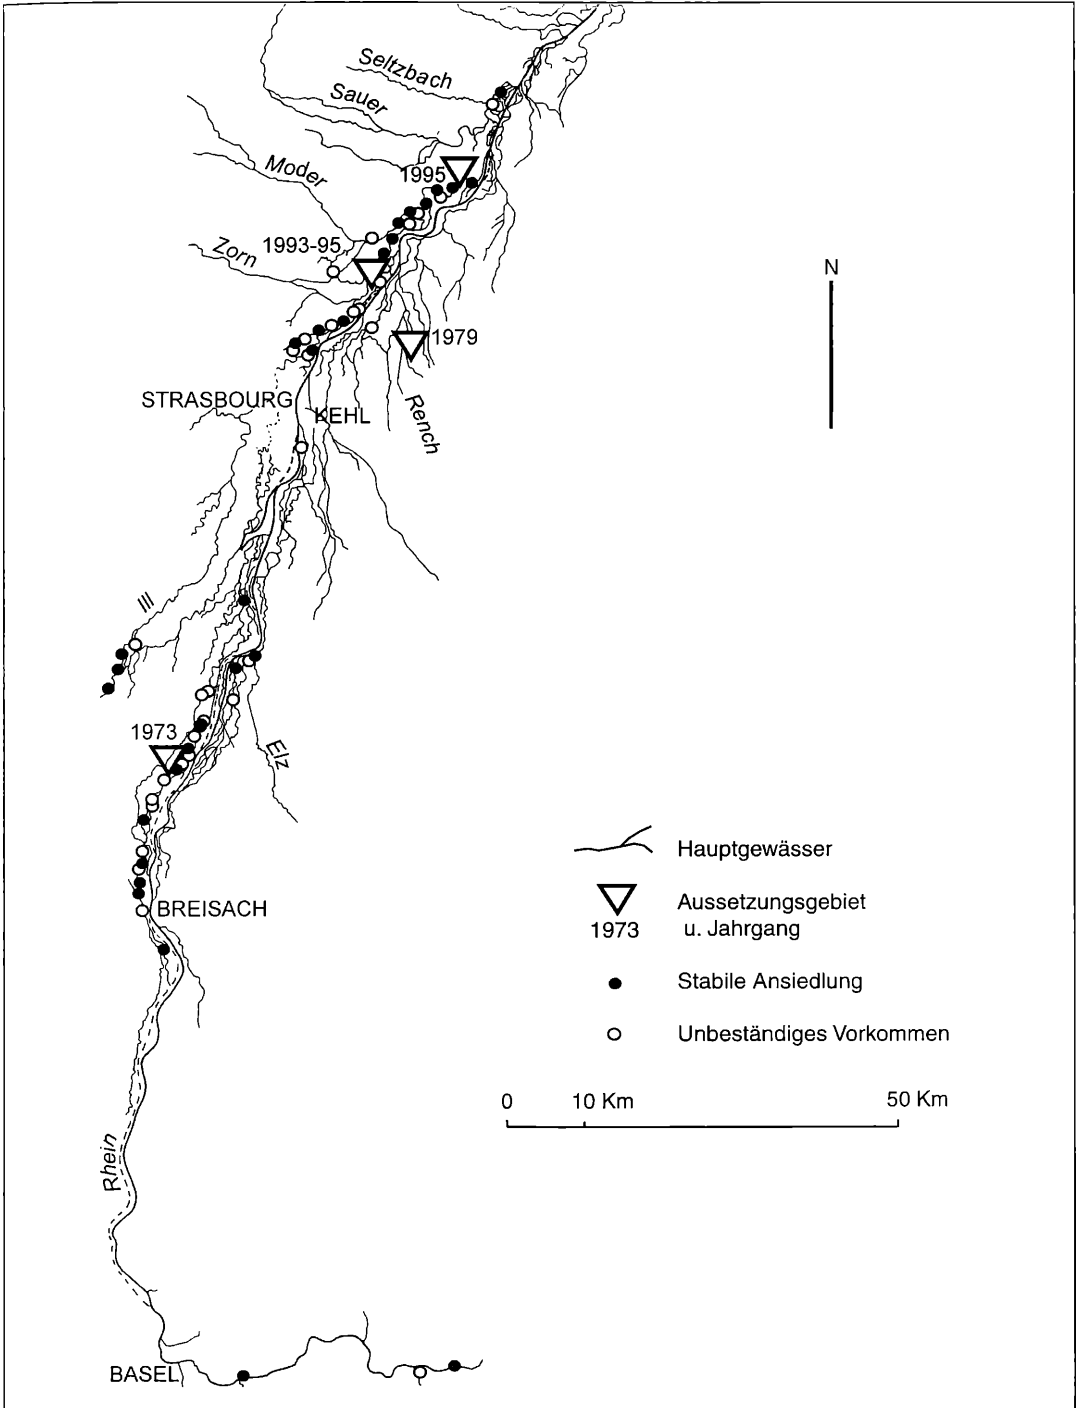 Seltzbach
Sauer
Moder
1995
Zorn
1993-95
N
1979
STRASBOURG
KEHL
Rench
Ill
1973
Elz
BREISACH
Hauptgewässer
Aussetzungsgebiet
1973 u. Jahrgang
Stabile Ansiedlung
Unbeständiges Vorkommen
0 10 Km 50 Km
Rhein
BASEL